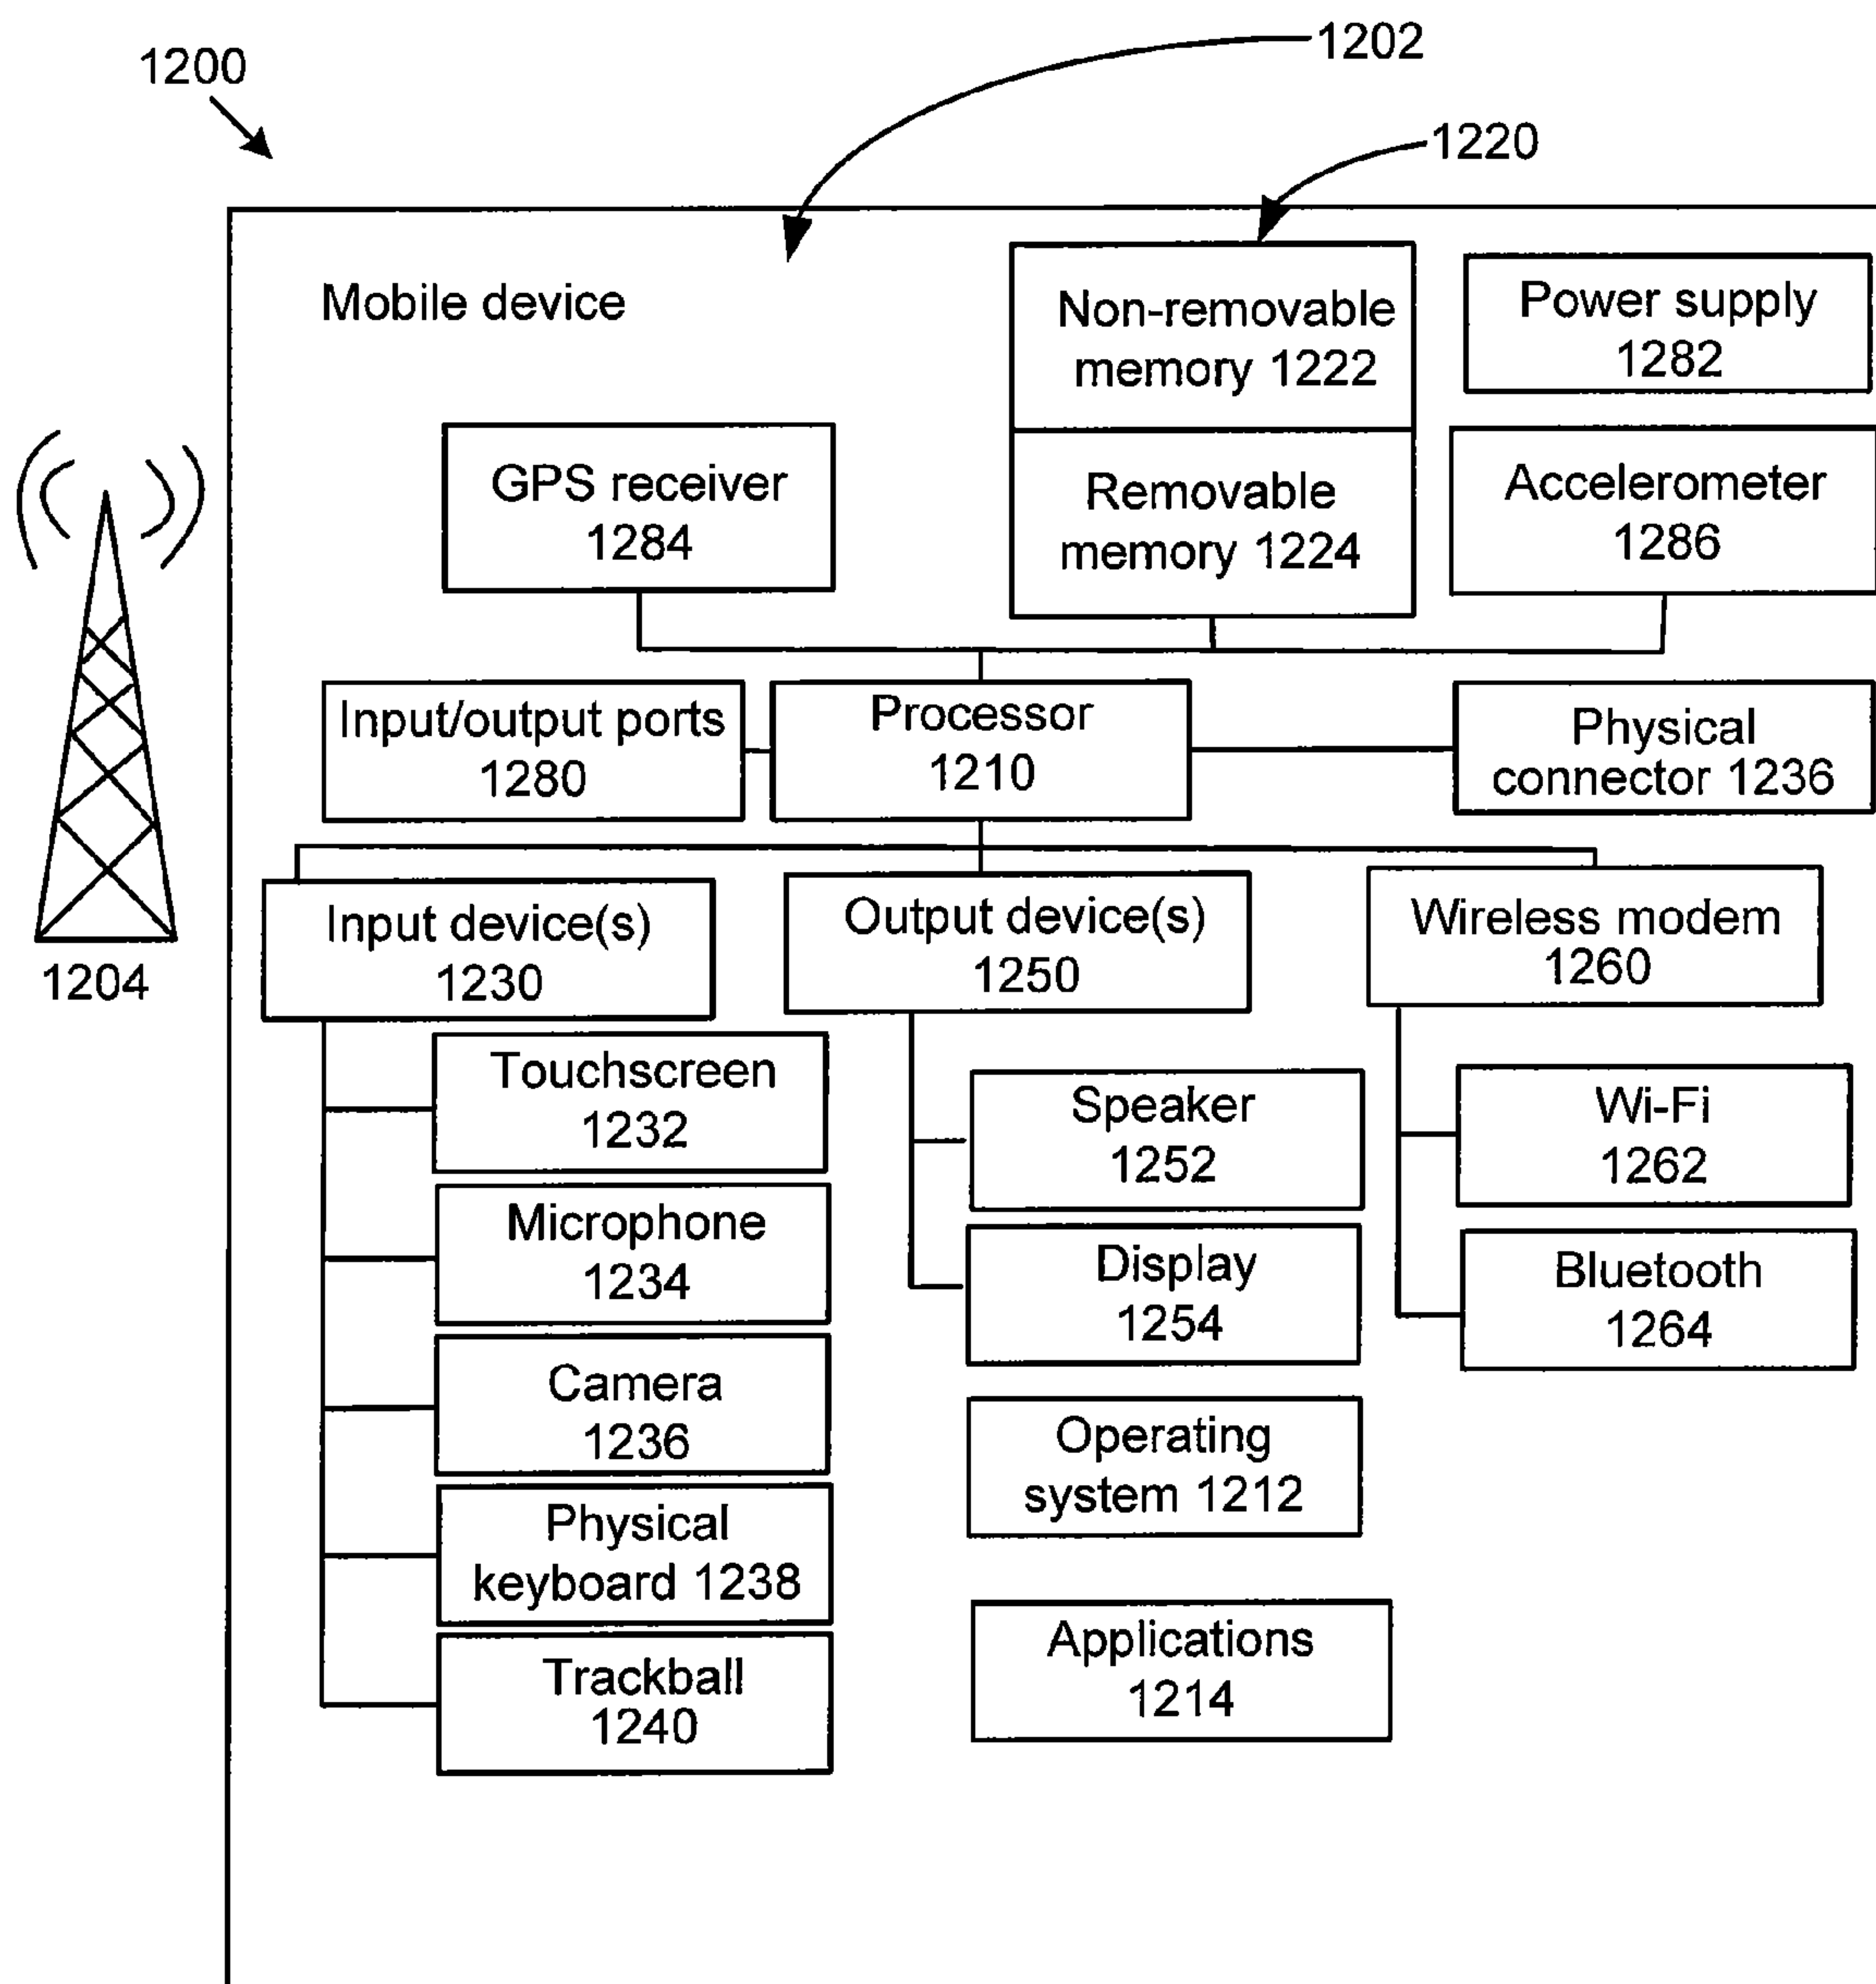 1200
1202
1220
Mobile device
Non-removable
memory 1222
Power supply
1282
GPS receiver
1284
Removable
memory 1224
Accelerometer
1286
Input/output ports
1280
Processor
1210
Physical
connector 1236
1204
Input device(s)
1230
Output device(s)
1250
Wireless modem
1260
Touchscreen
1232
Speaker
1252
Wi-Fi
1262
Microphone
1234
Display
1254
Bluetooth
1264
Camera
1236
Operating
system 1212
Physical
keyboard 1238
Applications
1214
Trackball
1240